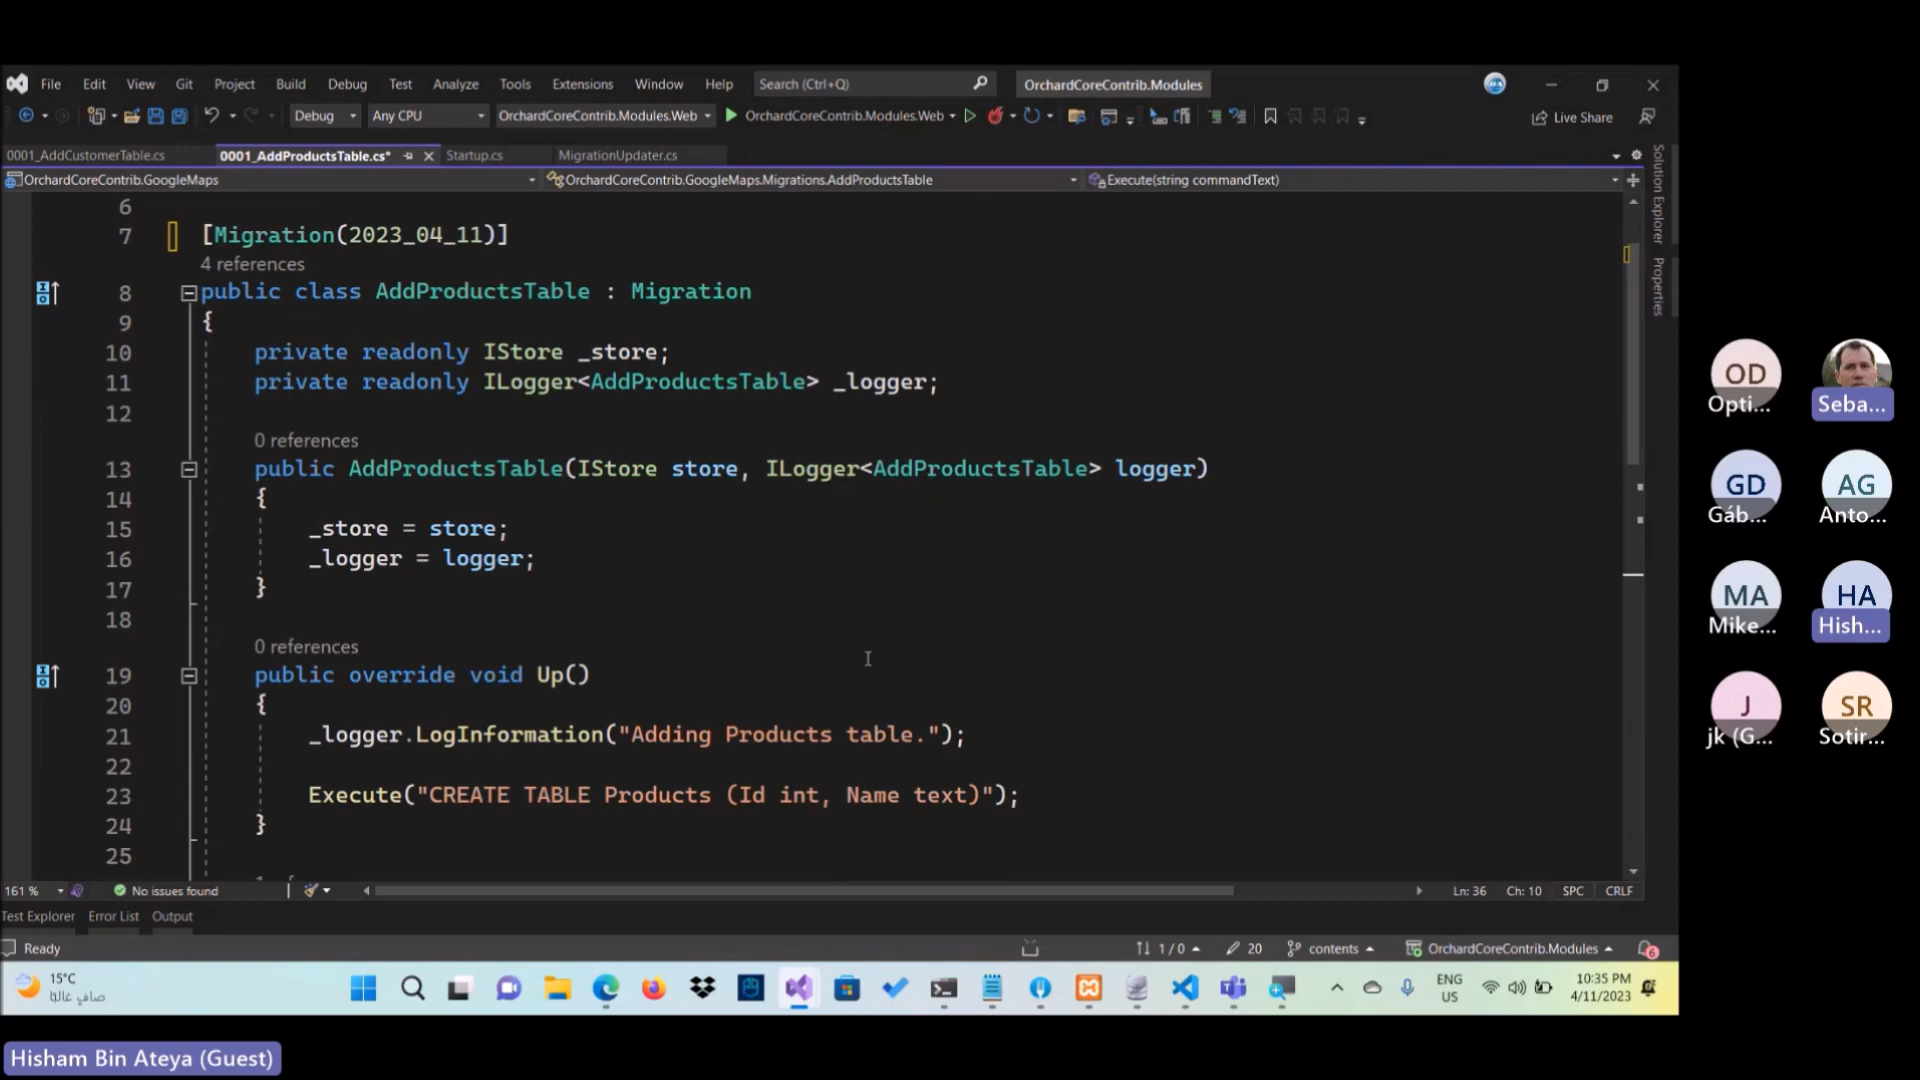 File Edit View Git Project Build Debug Test Analyze Tools Extensions Window Help Search (Ctrl+Q) OrchardCoreContrib.Modules
Debug Any CPU OrchardCoreContrib.Modules.Web OrchardCoreContrib.Modules.Web Live Share
0001_AddCustomerTable.cs 0001_AddProductsTable.cs* Startup.cs MigrationUpdater.cs
OrchardCoreContrib.GoogleMaps OrchardCoreContrib.GoogleMaps.Migrations.AddProductsTable Execute(string commandText)
Solution Explorer
Properties
6
7 [Migration(2023_04_11)]
4 references
8 public class AddProductsTable : Migration
9 {
10 private readonly IStore _store;
11 private readonly ILogger<AddProductsTable> _logger;
12
0 references
13 public AddProductsTable(IStore store, ILogger<AddProductsTable> logger)
14 {
15 _store = store;
16 _logger = logger;
17 }
18
0 references
19 public override void Up()
20 {
21 _logger.LogInformation("Adding Products table.");
22
23 Execute("CREATE TABLE Products (Id int, Name text)");
24 }
25
161 % No issues found Ln: 36 Ch: 10 SPC CRLF
Test Explorer Error List Output
Ready 1 / 0 20 contents OrchardCoreContrib.Modules 6
15°C
صافي غالبًا
ENG
US
10:35 PM
4/11/2023
OD
Opti...
Seba...
GD
Gáb...
AG
Anto...
MA
Mike...
HA
Hish...
J
jk (G...
SR
Sotir...
Hisham Bin Ateya (Guest)